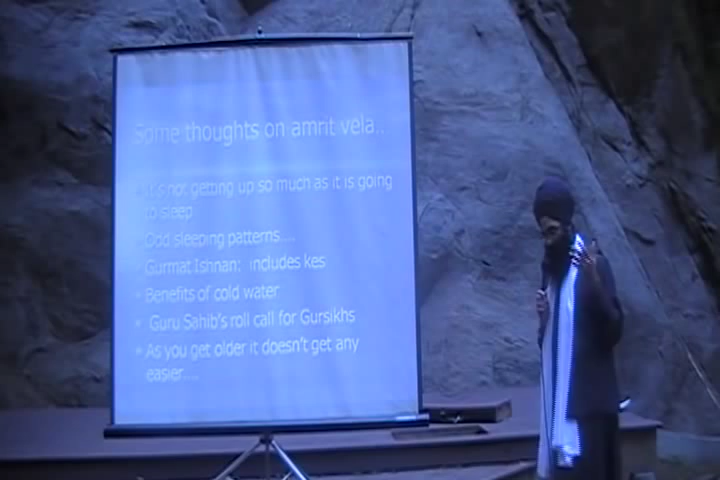 Some thoughts on amrit vela...
It's not getting up so much as it is going
to sleep
Odd sleeping patterns....
Gurmat Ishnan: includes kes
• Benefits of cold water
• Guru Sahib's roll call for Gursikhs
• As you get older it doesn't get any
easier....